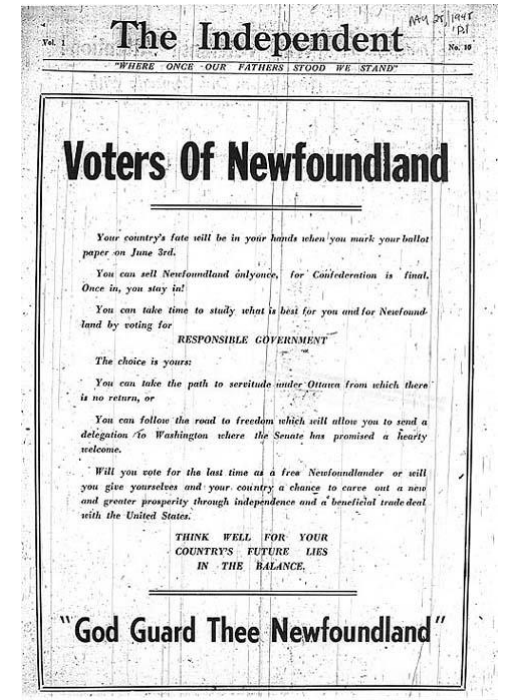 MAY 25/1948
P1
Vol. 1
The Independent
No. 10
"WHERE ONCE OUR FATHERS STOOD WE STAND"
Voters Of Newfoundland
Your country's fate will be in your hands when you mark your ballot
paper on June 3rd.
You can sell Newfoundland onlyonce, for Confederation is final.
Once in, you stay in!
You can take time to study what is best for you and for Newfound-
land by voting for
RESPONSIBLE GOVERNMENT
The choice is yours:
You can take the path to servitude under Ottawa from which there
is no return, or
You can follow the road to freedom which will allow you to send a
delegation to Washington where the Senate has promised a hearty
welcome.
Will you vote for the last time as a free Newfoundlander or will
you give yourselves and your country a chance to carve out a new
and greater prosperity through independence and a beneficial trade deal
with the United States.
THINK WELL FOR YOUR
COUNTRY'S FUTURE LIES
IN THE BALANCE.
"God Guard Thee Newfoundland"